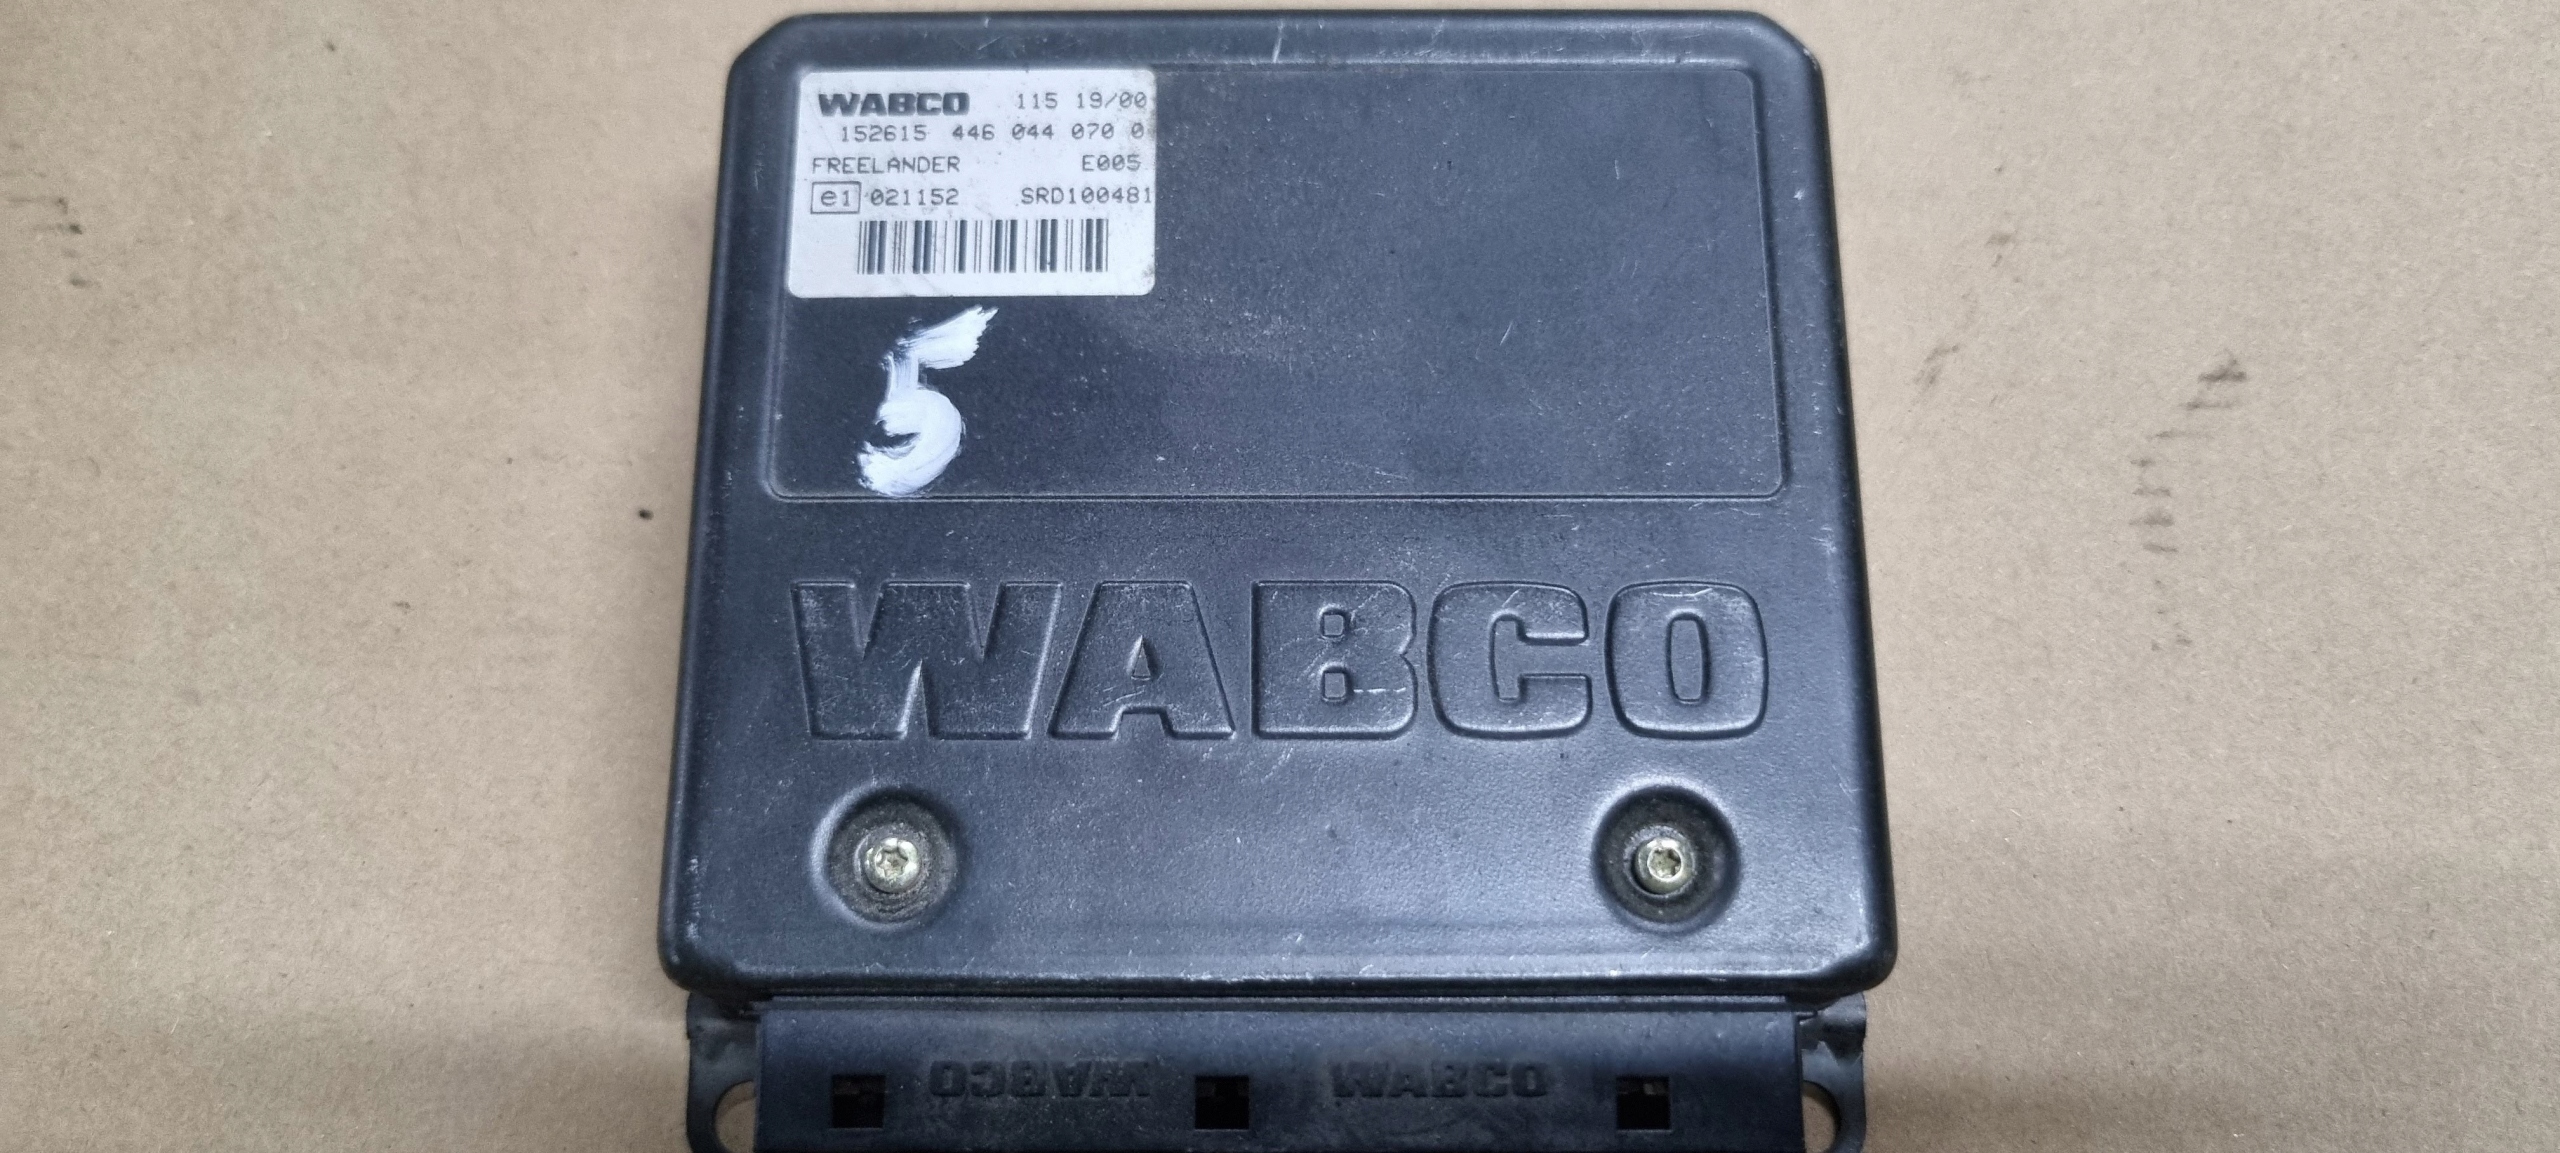 WABCO 115 19/00
152615 446 044 070 0
FREELANDER E005
e1 021152 SRD100481
5
WABCO
WABCO WABCO